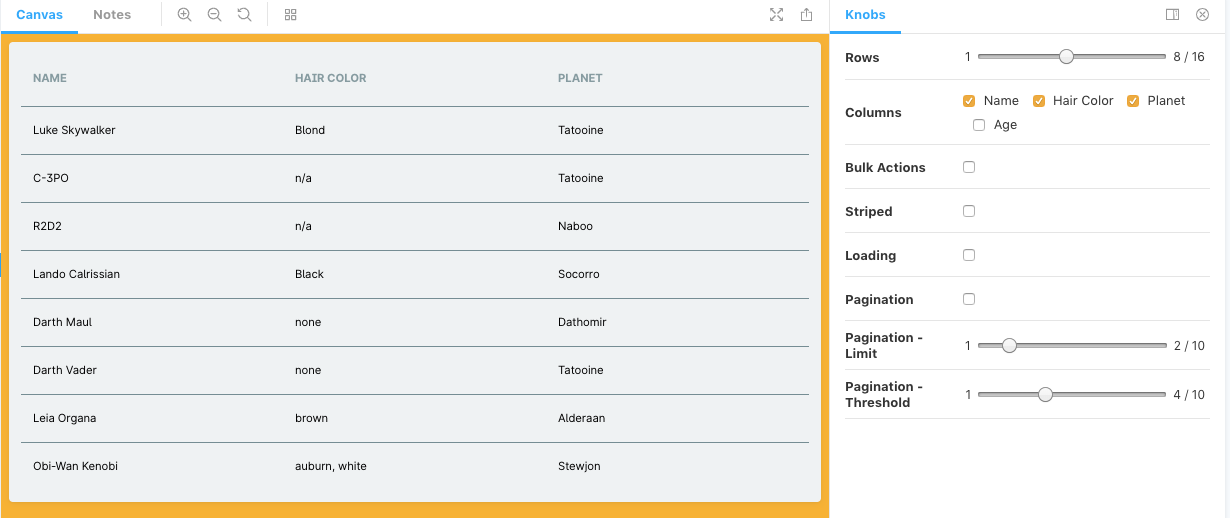 Canvas Notes
Knobs
NAME HAIR COLOR PLANET
Luke Skywalker Blond Tatooine
C-3PO n/a Tatooine
R2D2 n/a Naboo
Lando Calrissian Black Socorro
Darth Maul none Dathomir
Darth Vader none Tatooine
Leia Organa brown Alderaan
Obi-Wan Kenobi auburn, white Stewjon
Rows 1 8 / 16
Columns Name Hair Color Planet
Age
Bulk Actions
Striped
Loading
Pagination
Pagination -
Limit 1 2 / 10
Pagination -
Threshold 1 4 / 10